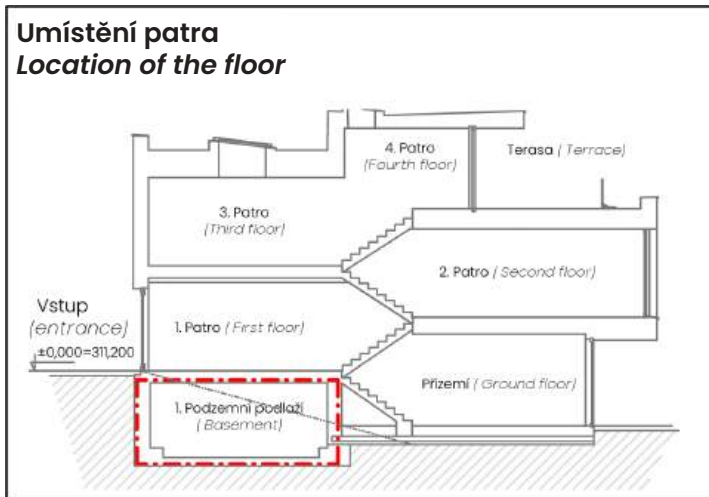 Umístění patra
Location of the floor
4. Patro
(Fourth floor)
Terasa (Terrace)
3. Patro
(Third floor)
2. Patro (Second floor)
Vstup
(entrance)
±0,000=311,200
1. Patro (First floor)
Přízemí (Ground floor)
1. Podzemní podlaží
(Basement)